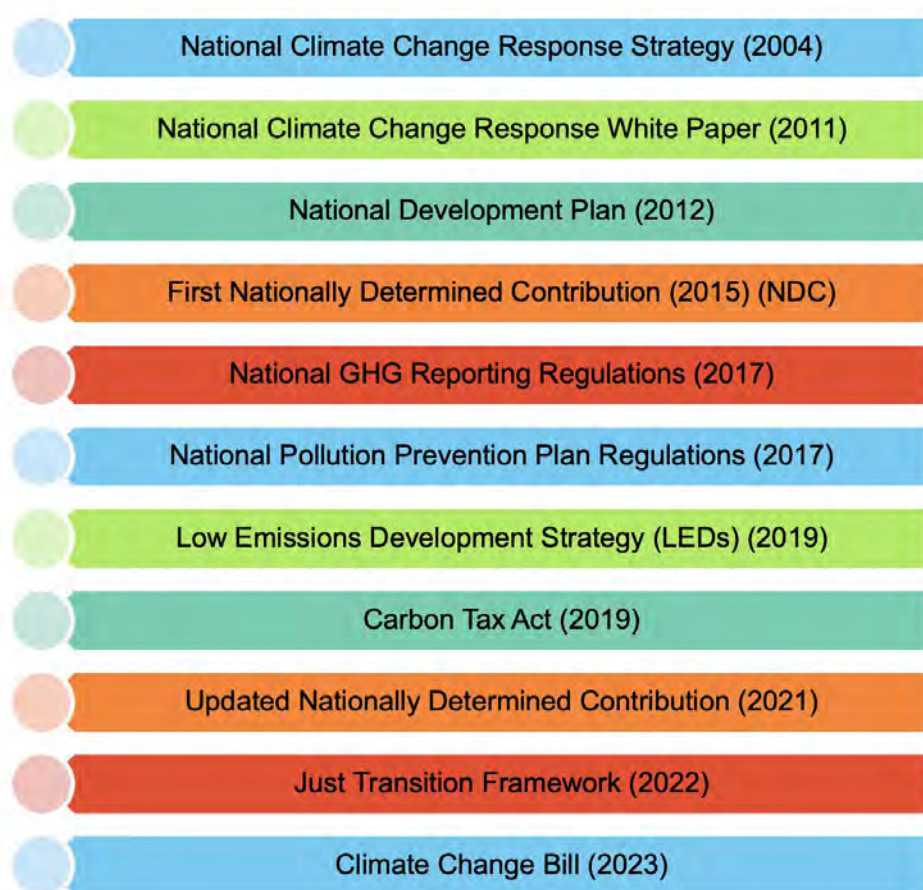 National Climate Change Response Strategy (2004)
National Climate Change Response White Paper (2011)
National Development Plan (2012)
First Nationally Determined Contribution (2015) (NDC)
National GHG Reporting Regulations (2017)
National Pollution Prevention Plan Regulations (2017)
Low Emissions Development Strategy (LEDs) (2019)
Carbon Tax Act (2019)
Updated Nationally Determined Contribution (2021)
Just Transition Framework (2022)
Climate Change Bill (2023)